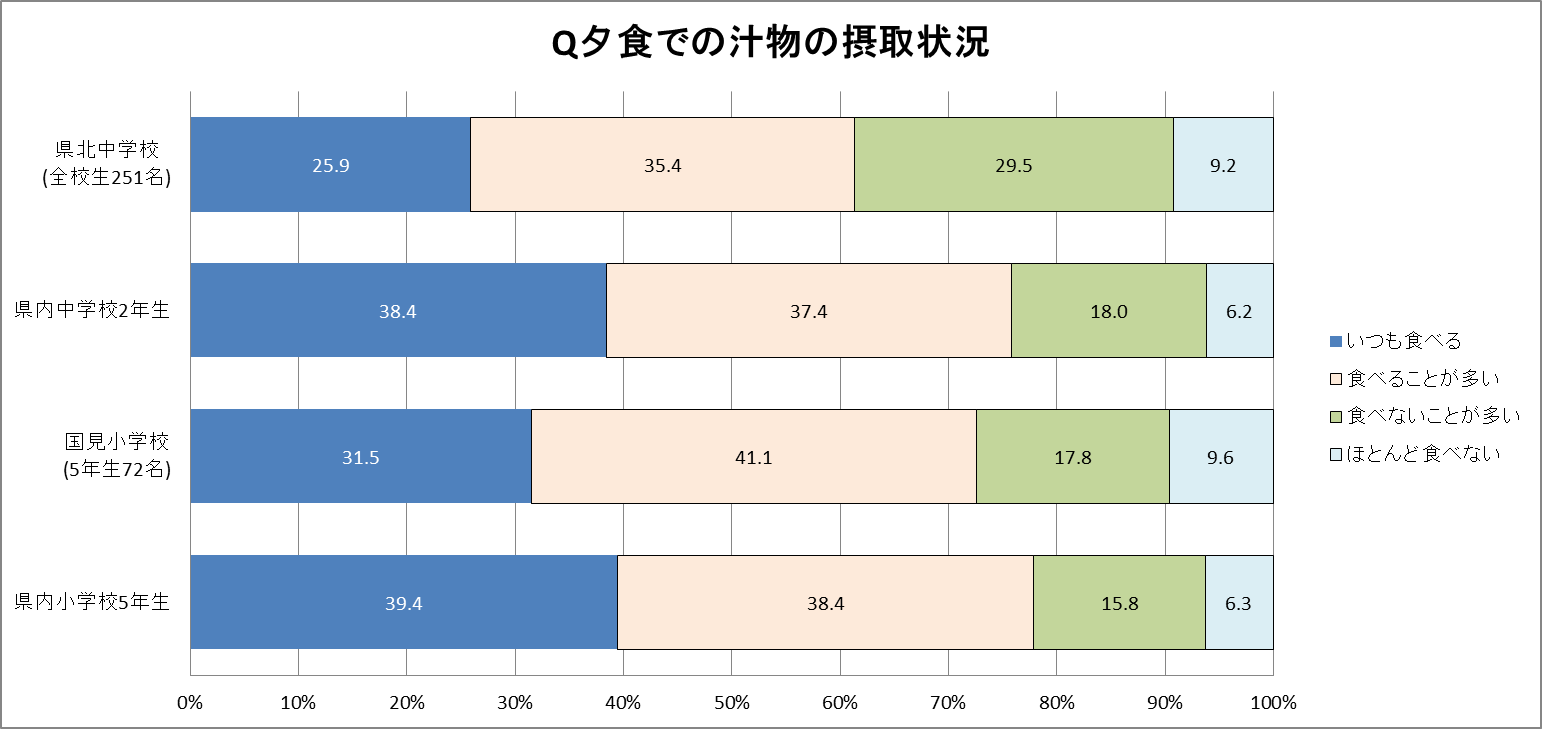 Q夕食での汁物の摂取状況
県北中学校
(全校生251名)
25.9 35.4 29.5 9.2
県内中学校2年生
38.4 37.4 18.0 6.2
国見小学校
(5年生72名)
31.5 41.1 17.8 9.6
県内小学校5年生
39.4 38.4 15.8 6.3
0% 10% 20% 30% 40% 50% 60% 70% 80% 90% 100%
いつも食べる
食べることが多い
食べないことが多い
ほとんど食べない